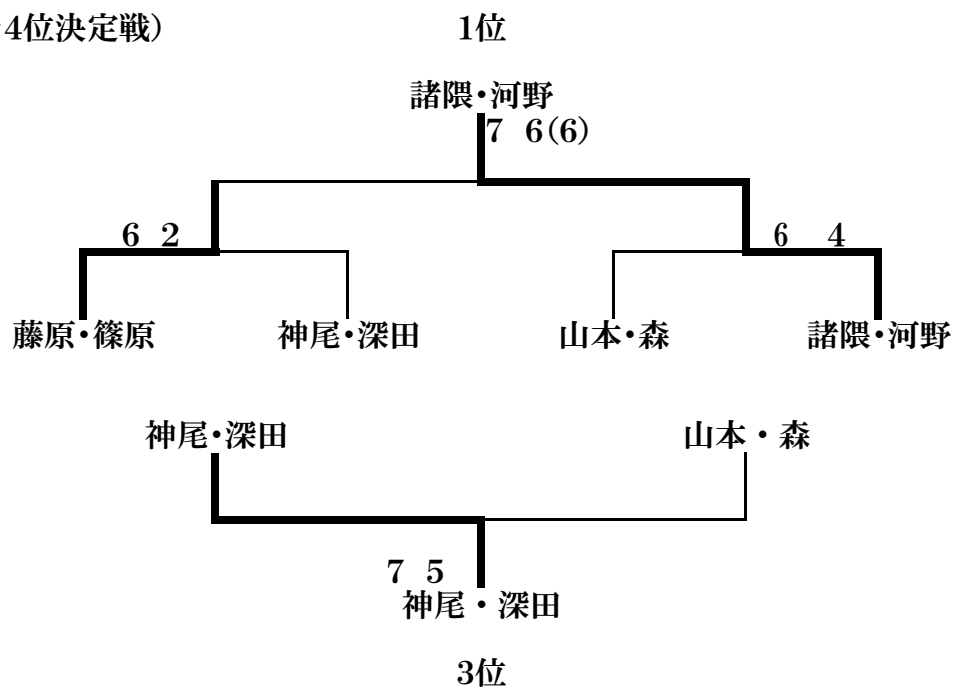 4位決定戦) 1位
諸隈・河野
7 6(6)
6 2 6 4
藤原・篠原 神尾・深田 山本・森 諸隈・河野
神尾・深田 山本・森
7 5
神尾・深田
3位